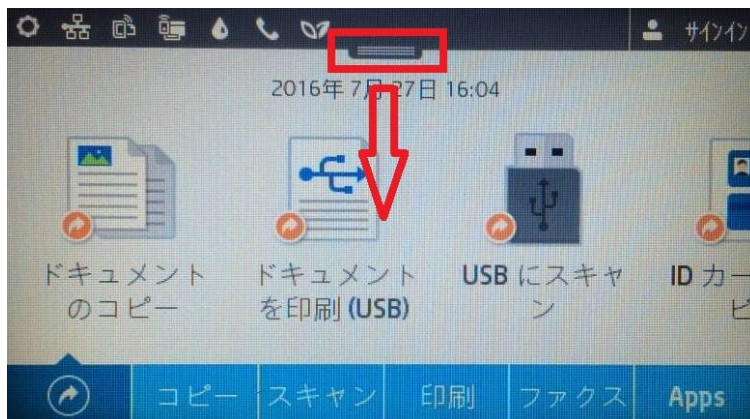 サインイン
2016年 7月 27日 16:04
ドキュメント
のコピー
ドキュメント
を印刷 (USB)
USB にスキャ
ン
ID カー
ピ
コピー
スキャン
印刷
ファクス
Apps